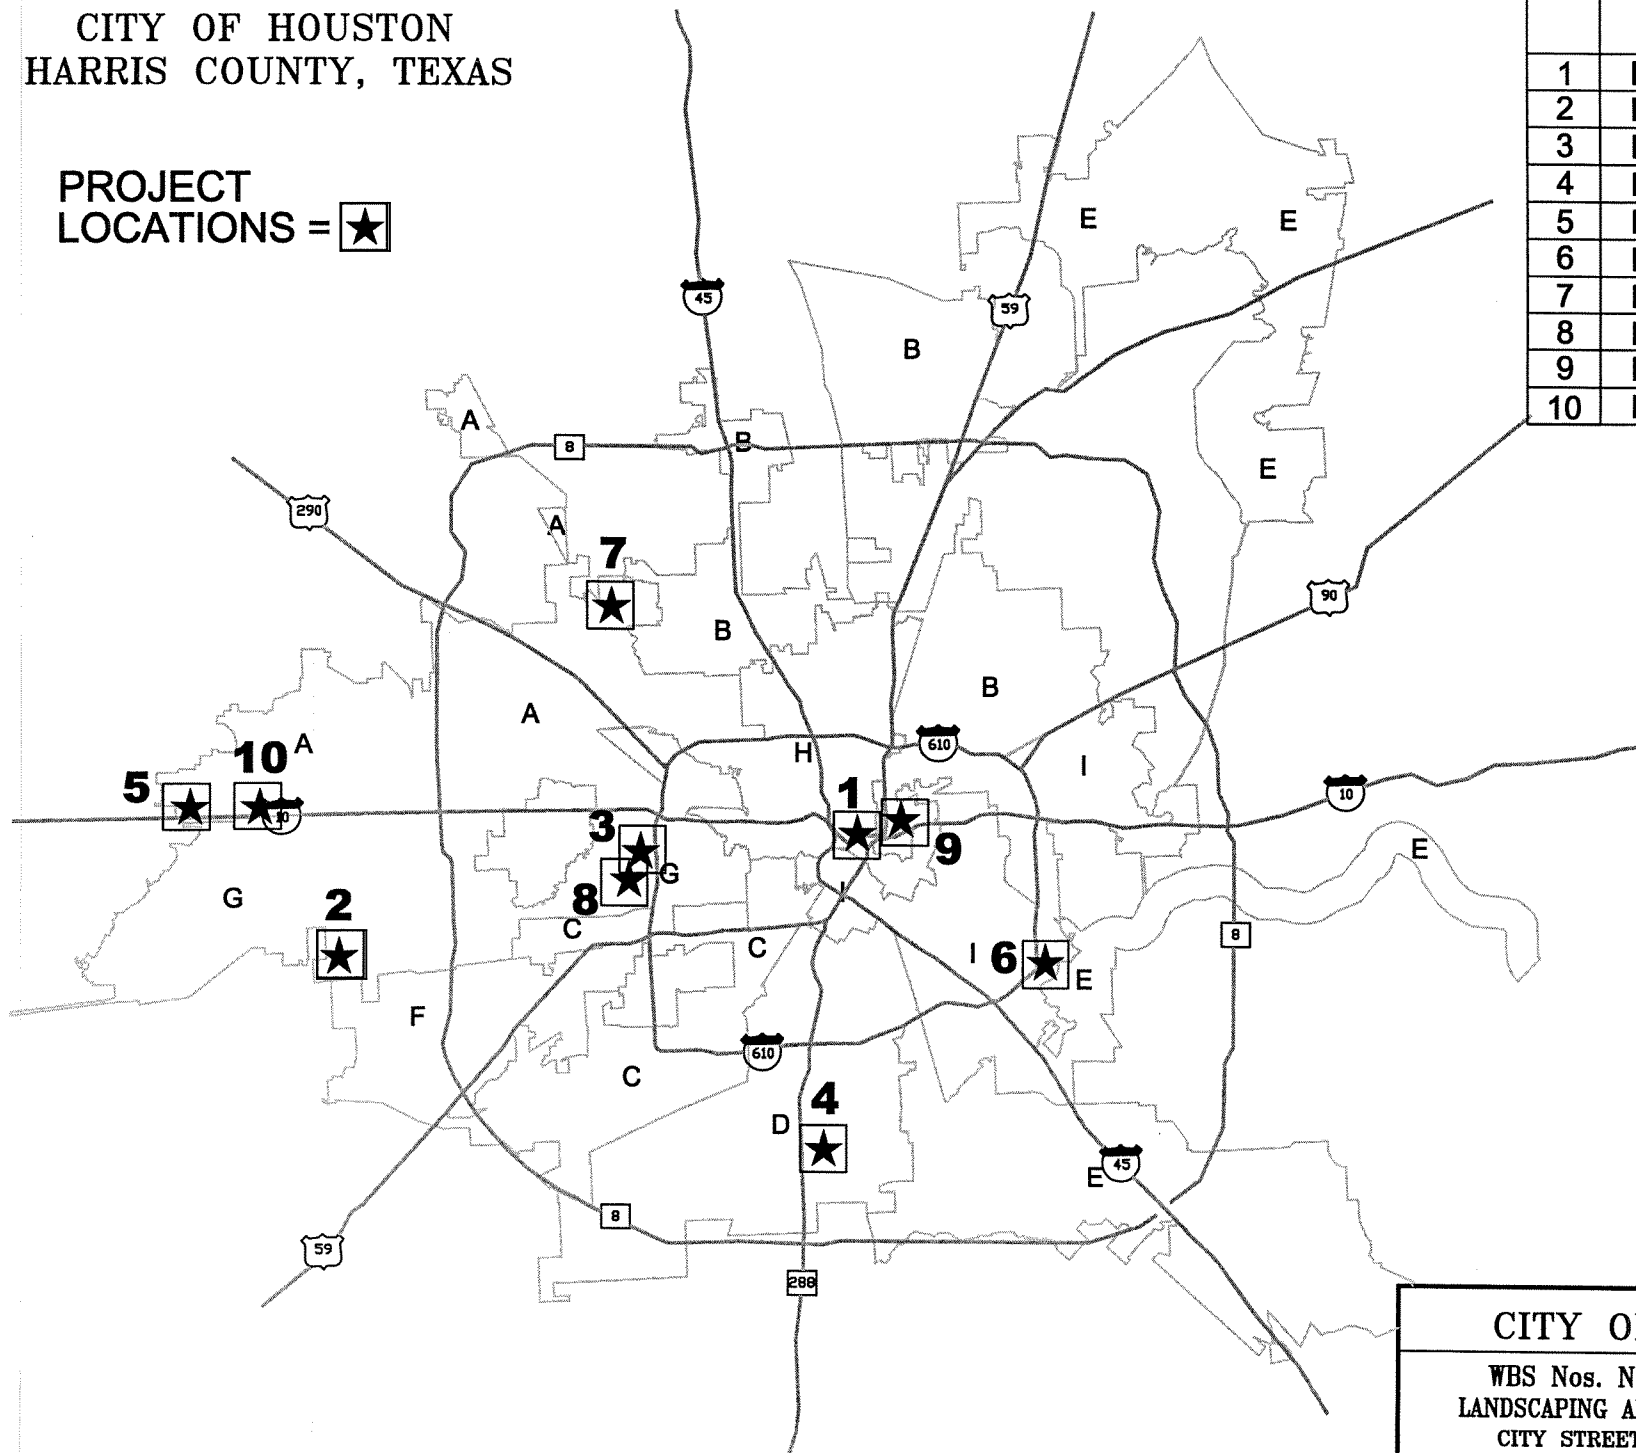 CITY OF HOUSTON
HARRIS COUNTY, TEXAS
PROJECT
LOCATIONS =
1
2
3
4
5
6
7
8
9
10
45
59
E
E
B
A
B
8
E
290
A
7
90
B
B
A
10
A
H
610
I
5
10
10
1
3
9
G
E
8
G
2
C
C
I
6
E
8
F
610
C
4
D
45
E
8
59
288
CITY
WBS Nos.
LANDSCAPING
CITY